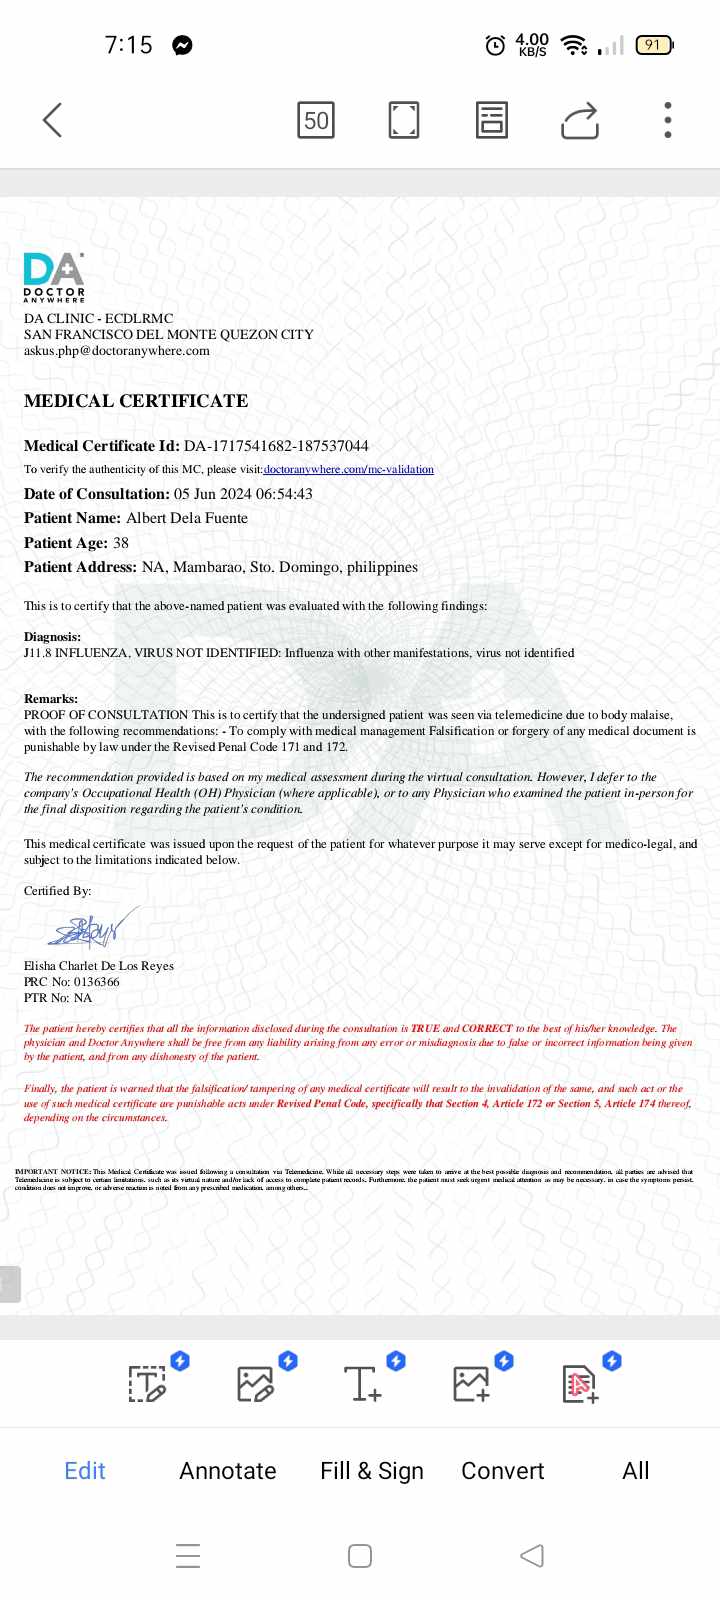 7:15
4.00
KB/S
91
50
DA
DOCTOR
ANYWHERE
DA CLINIC - ECDLRMC
SAN FRANCISCO DEL MONTE QUEZON CITY
askus.php@doctoranywhere.com
MEDICAL CERTIFICATE
Medical Certificate Id: DA-1717541682-187537044
To verify the authenticity of this MC, please visit:doctoranywhere.com/mc-validation
Date of Consultation: 05 Jun 2024 06:54:43
Patient Name: Albert Dela Fuente
Patient Age: 38
Patient Address: NA, Mambarao, Sto. Domingo, philippines
This is to certify that the above-named patient was evaluated with the following findings:
Diagnosis:
J11.8 INFLUENZA, VIRUS NOT IDENTIFIED: Influenza with other manifestations, virus not identified
Remarks:
PROOF OF CONSULTATION This is to certify that the undersigned patient was seen via telemedicine due to body malaise,
with the following recommendations: - To comply with medical management Falsification or forgery of any medical document is
punishable by law under the Revised Penal Code 171 and 172.
The recommendation provided is based on my medical assessment during the virtual consultation. However, I defer to the
company's Occupational Health (OH) Physician (where applicable), or to any Physician who examined the patient in-person for
the final disposition regarding the patient's condition.
This medical certificate was issued upon the request of the patient for whatever purpose it may serve except for medico-legal, and
subject to the limitations indicated below.
Certified By:
Elisha Charlet De Los Reyes
PRC No: 0136366
PTR No: NA
The patient hereby certifies that all the information disclosed during the consultation is TRUE and CORRECT to the best of his/her knowledge. The
physician and Doctor Anywhere shall be free from any liability arising from any error or misdiagnosis due to false or incorrect information being given
by the patient, and from any dishonesty of the patient.
Finally, the patient is warned that the falsification/ tampering of any medical certificate will result to the invalidation of the same, and such act or the
use of such medical certificate are punishable acts under Revised Penal Code, specifically that Section 4, Article 172 or Section 5, Article 174 thereof,
depending on the circumstances.
IMPORTANT NOTICE: This Medical Certificate was issued following a consultation via Telemedicine. While all necessary steps were taken to arrive at the best possible diagnosis and recommendation, all parties are advised that
Telemedicine is subject to certain limitations, such as its virtual nature and/or lack of access to complete patient records. Furthermore, the patient must seek urgent medical attention as may be necessary, in case the symptoms persist,
condition does not improve, or adverse reaction is noted from any prescribed medication, among others...
Edit
Annotate
Fill & Sign
Convert
All